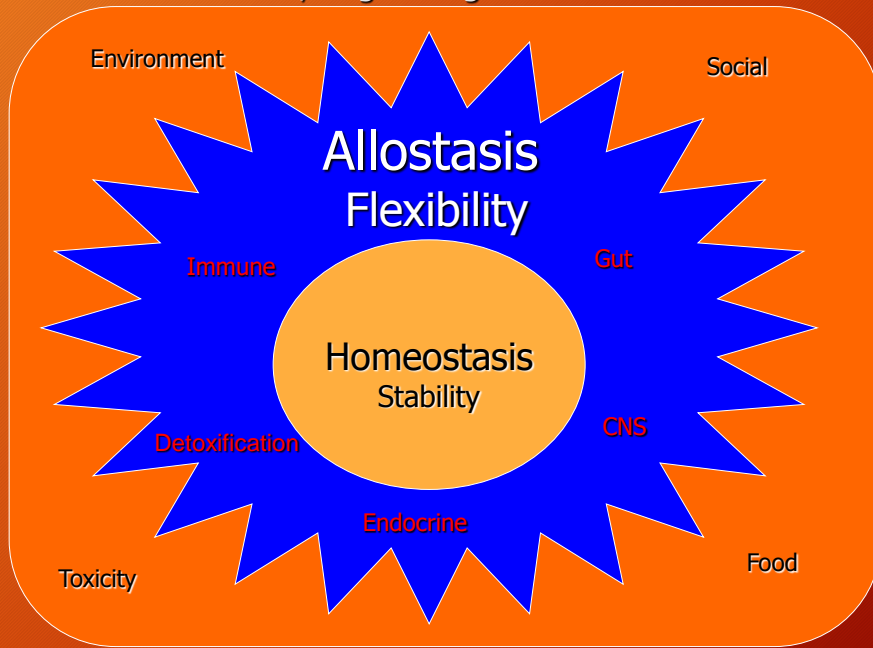 Environment
Social
Allostasis
Flexibility
Immune
Gut
Homeostasis
Stability
Detoxification
CNS
Endocrine
Toxicity
Food